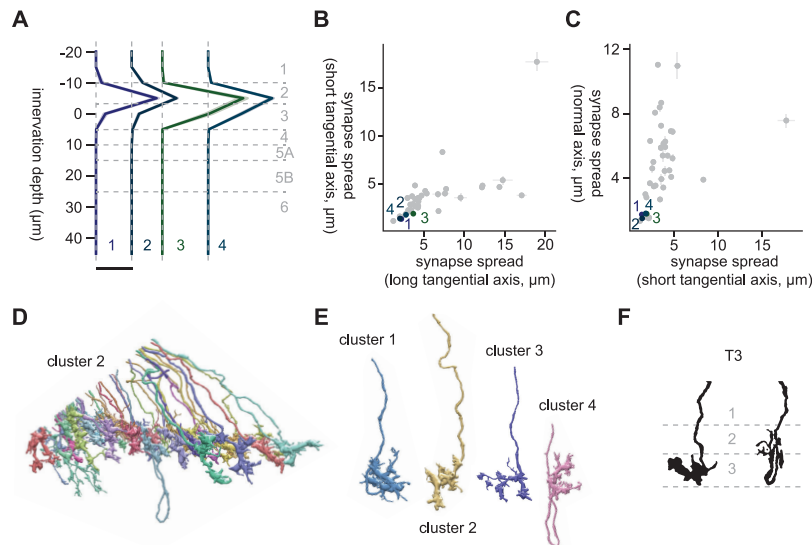 A
innervation depth (μm)
-20
-10
0
10
20
30
40
1
2
3
4
5A
5B
6
1
2
3
4
B
synapse spread
(short tangential axis, μm)
15
10
5
5
10
15
20
4
2
1
3
synapse spread
(long tangential axis, μm)
C
synapse spread
(normal axis, μm)
12
8
4
5
10
15
1
4
2
3
synapse spread
(short tangential axis, μm)
D
cluster 2
E
cluster 1
cluster 2
cluster 3
cluster 4
F
T3
1
2
3